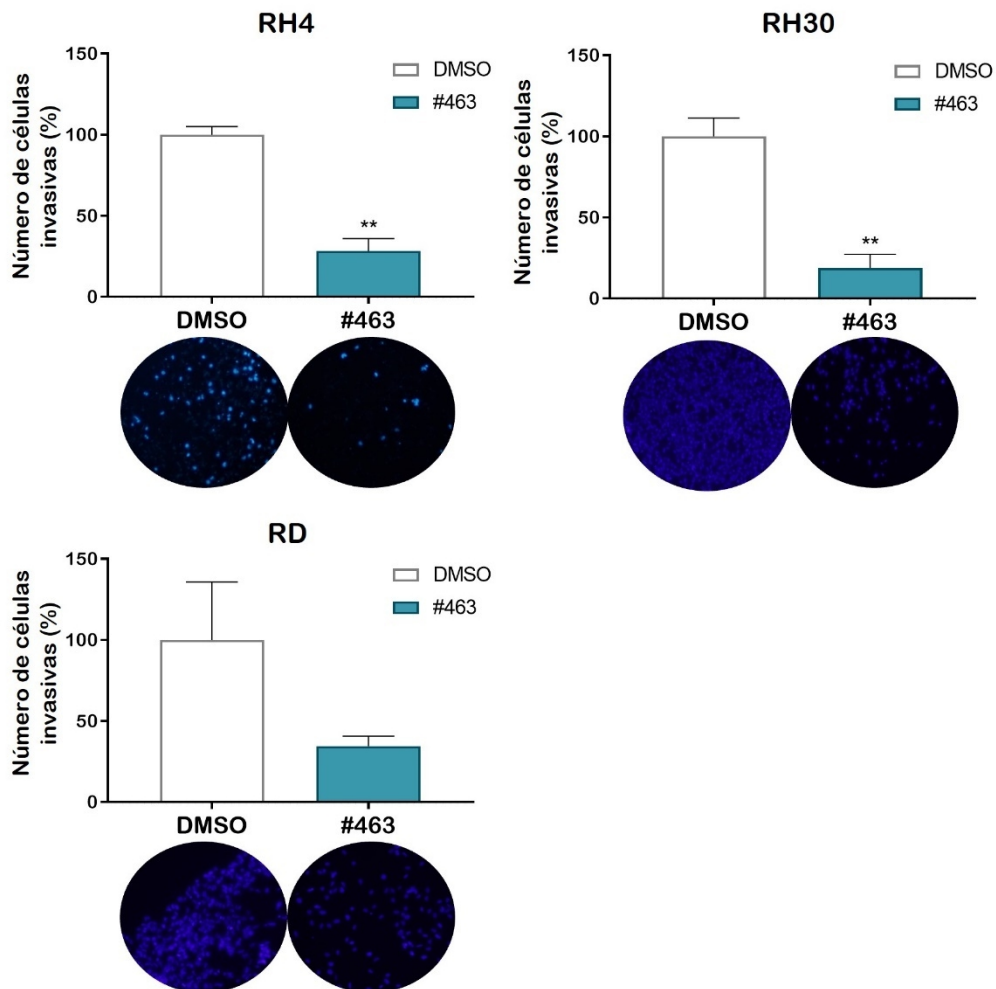 RH4
Número de células
invasivas (%)
150
100
50
0
DMSO
#463
**
DMSO
#463
RH30
Número de células
invasivas (%)
150
100
50
0
DMSO
#463
**
DMSO
#463
RD
Número de células
invasivas (%)
150
100
50
0
DMSO
#463
DMSO
#463